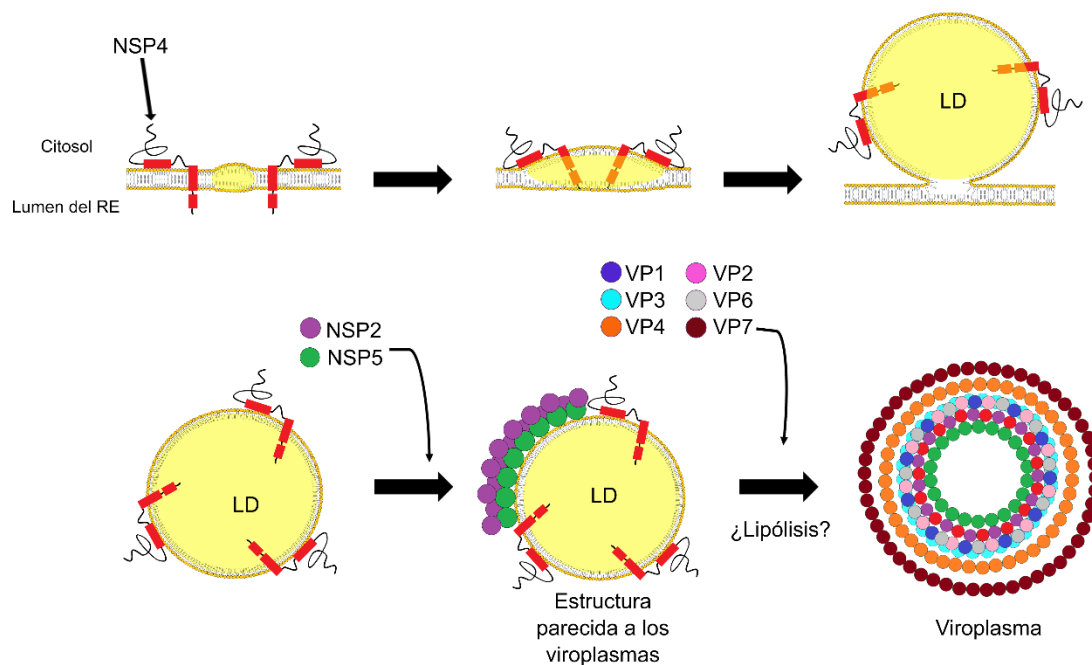 NSP4
Citosol
Lumen del RE
LD
VP1
VP2
VP3
VP6
VP4
VP7
NSP2
NSP5
LD
LD
¿Lipólisis?
Estructura
parecida a los
viroplasmas
Viroplasma